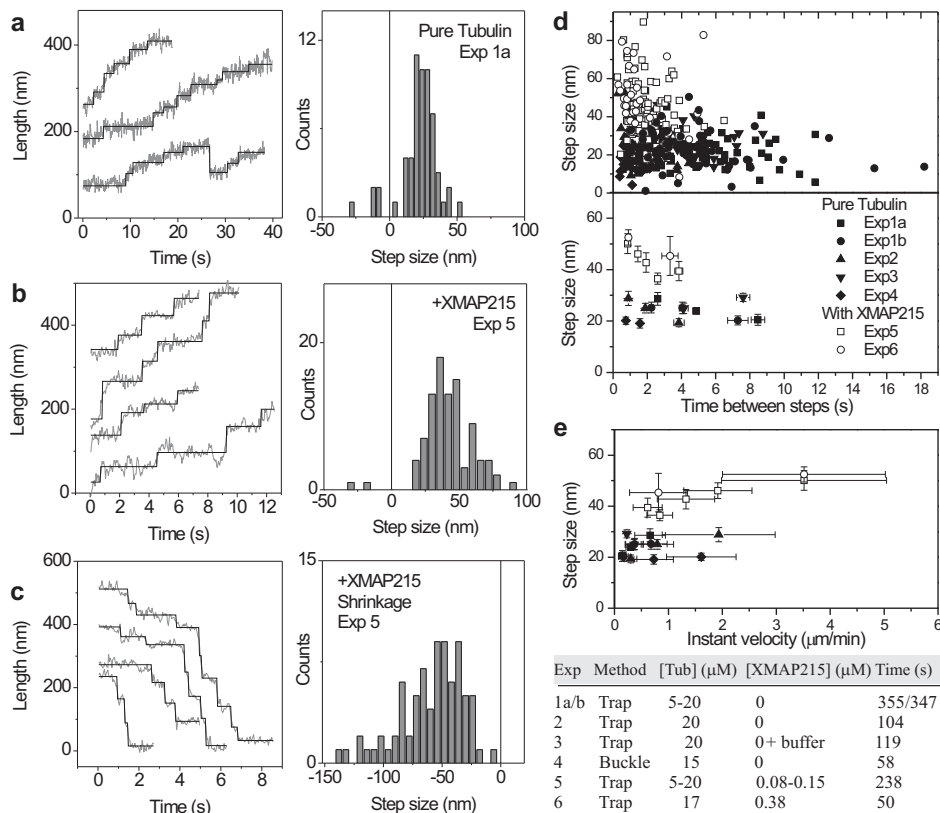 a
Length (nm)
400
200
0
0 10 20 30 40
Time (s)
Counts
12
0
Pure Tubulin
Exp 1a
-50 0 50 100
Step size (nm)
b
Length (nm)
400
200
0
0 2 4 6 8 10 12
Time (s)
Counts
20
0
+XMAP215
Exp 5
-50 0 50 100
Step size (nm)
c
Length (nm)
600
400
200
0
0 2 4 6 8
Time (s)
Counts
15
0
+XMAP215
Shrinkage
Exp 5
-150 -100 -50 0
Step size (nm)
d
Step size (nm)
80
60
40
20
0
Step size (nm)
60
40
20
0
Pure Tubulin
Exp1a
Exp1b
Exp2
Exp3
Exp4
With XMAP215
Exp5
Exp6
0 2 4 6 8 10 12 14 16 18
Time between steps (s)
e
Step size (nm)
60
40
20
0
0 1 2 3 4 5 6
Instant velocity (μm/min)
Exp Method [Tub] (μM) [XMAP215] (μM) Time (s)
1a/b Trap 5-20 0 355/347
2 Trap 20 0 104
3 Trap 20 0+ buffer 119
4 Buckle 15 0 58
5 Trap 5-20 0.08-0.15 238
6 Trap 17 0.38 50